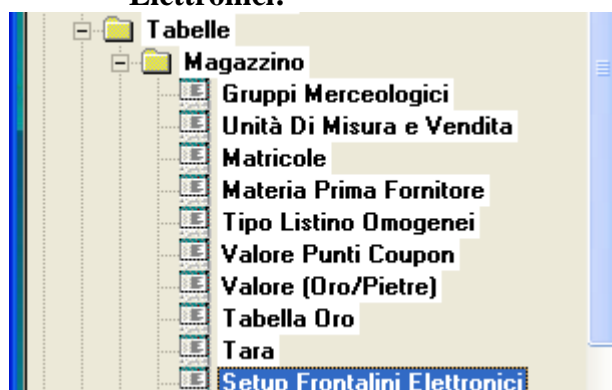 Elettronici.
Tabelle
Magazzino
Gruppi Merceologici
Unità Di Misura e Vendita
Matricole
Materia Prima Fornitore
Tipo Listino Omogenei
Valore Punti Coupon
Valore (Oro/Pietre)
Tabella Oro
Tara
Setup Frontalini Elettronici